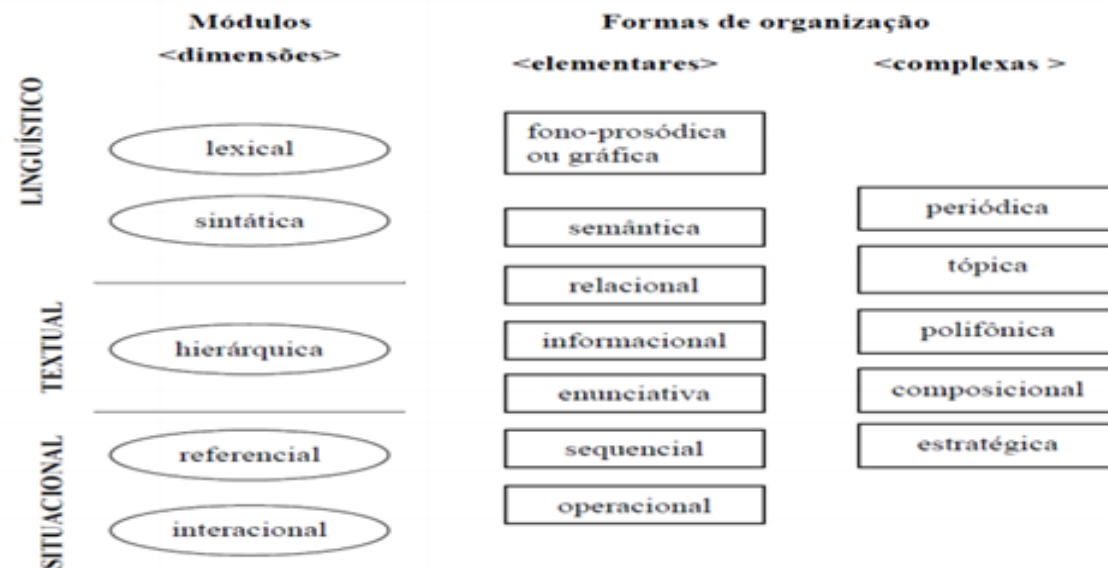 Módulos
<dimensões>
Formas de organização
<elementares>
<complexas >
LINGUÍSTICO
lexical
sintática
TEXTUAL
hierárquica
SITUACIONAL
referencial
interacional
fono-prosódica
ou gráfica
semântica
relacional
informacional
enunciativa
sequencial
operacional
periódica
tópica
polifônica
composicional
estratégica